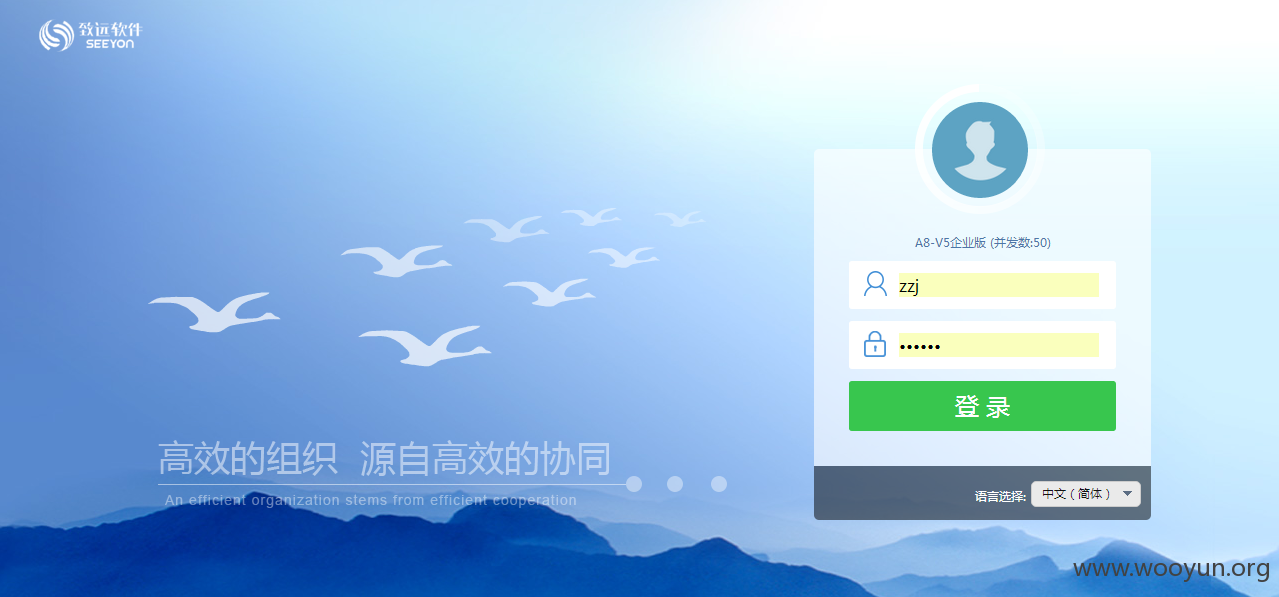 致远软件
SEEYON
A8-V5企业版 (并发数:50)
zzj
••••••
登录
高效的组织 源自高效的协同
An efficient organization stems from efficient cooperation
语言选择: 中文 ( 简体 )
www.wooyun.org